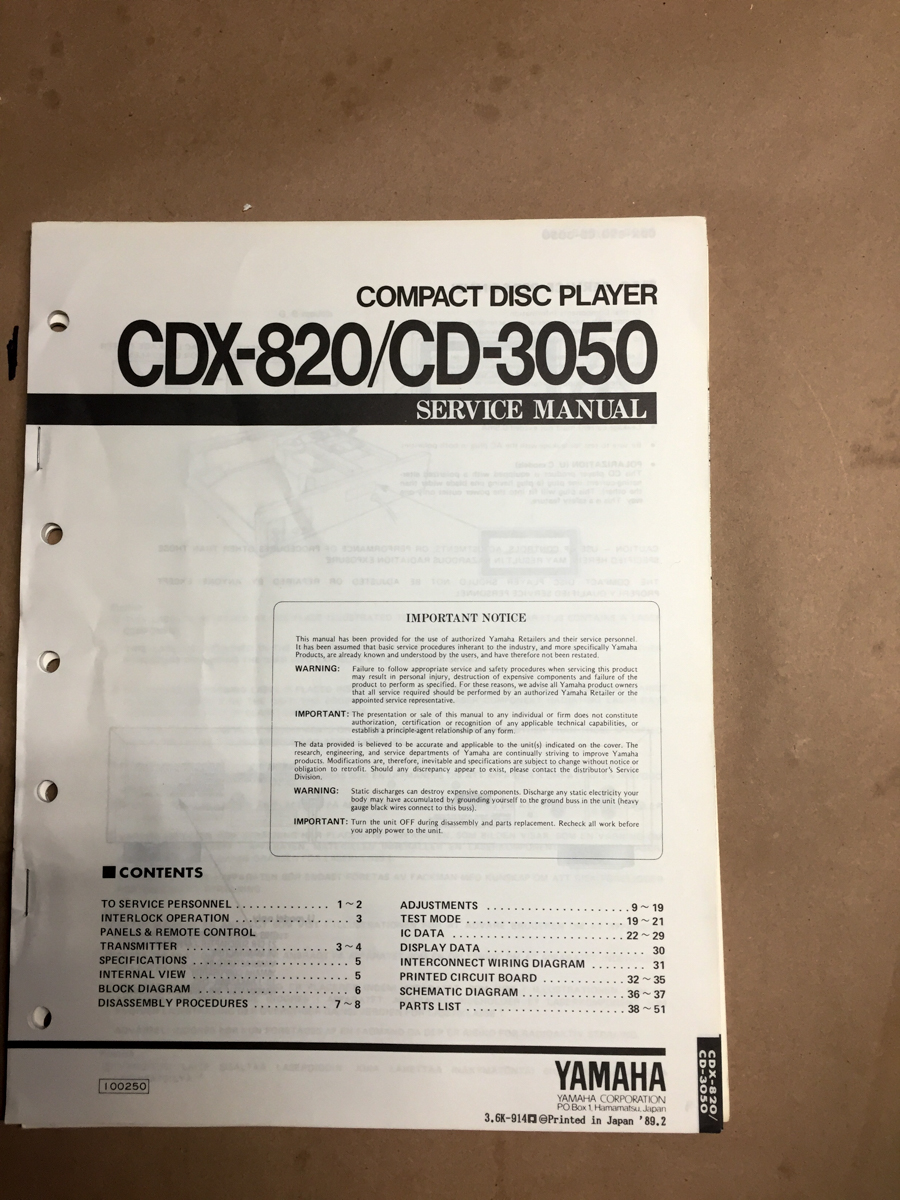 COMPACT DISC PLAYER
CDX-820/CD-3050
SERVICE MANUAL
IMPORTANT NOTICE
This manual has been provided for the use of authorized Yamaha Retailers and their service personnel.
It has been assumed that basic service procedures inherant to the industry, and more specifically Yamaha
Products, are already known and understood by the users, and have therefore not been restated.
WARNING: Failure to follow appropriate service and safety procedures when servicing this product
may result in personal injury, destruction of expensive components and failure of the
product to perform as specified. For these reasons, we advise all Yamaha product owners
that all service required should be performed by an authorized Yamaha Retailer or the
appointed service representative.
IMPORTANT: The presentation or sale of this manual to any individual or firm does not constitute
authorization, certification or recognition of any applicable technical capabilities, or
establish a principle-agent relationship of any form.
The data provided is believed to be accurate and applicable to the unit(s) indicated on the cover. The
research, engineering, and service departments of Yamaha are continually striving to improve Yamaha
products. Modifications are, therefore, inevitable and specifications are subject to change without notice or
obligation to retrofit. Should any discrepancy appear to exist, please contact the distributor's Service
Division.
WARNING: Static discharges can destroy expensive components. Discharge any static electricity your
body may have accumulated by grounding yourself to the ground buss in the unit (heavy
gauge black wires connect to this buss).
IMPORTANT: Turn the unit OFF during disassembly and parts replacement. Recheck all work before
you apply power to the unit.
■ CONTENTS
TO SERVICE PERSONNEL . . . . . . . . . . . . . 1 ~ 2
INTERLOCK OPERATION . . . . . . . . . . . . . . . 3
PANELS & REMOTE CONTROL
TRANSMITTER . . . . . . . . . . . . . . . . . . . . 3 ~ 4
SPECIFICATIONS . . . . . . . . . . . . . . . . . . . . . . 5
INTERNAL VIEW . . . . . . . . . . . . . . . . . . . . . . 5
BLOCK DIAGRAM . . . . . . . . . . . . . . . . . . . . . . 6
DISASSEMBLY PROCEDURES . . . . . . . . . . 7 ~ 8
ADJUSTMENTS . . . . . . . . . . . . . . . . . . . . 9 ~ 19
TEST MODE . . . . . . . . . . . . . . . . . . . . . . 19 ~ 21
IC DATA . . . . . . . . . . . . . . . . . . . . . . . . 22 ~ 29
DISPLAY DATA . . . . . . . . . . . . . . . . . . . . . . . 30
INTERCONNECT WIRING DIAGRAM . . . . . . . . 31
PRINTED CIRCUIT BOARD . . . . . . . . . . . . 32 ~ 35
SCHEMATIC DIAGRAM . . . . . . . . . . . . . . . 36 ~ 37
PARTS LIST . . . . . . . . . . . . . . . . . . . . . . 38 ~ 51
100250
YAMAHA
YAMAHA CORPORATION
P.O.Box 1, Hamamatsu, Japan
3.6K-914 Printed in Japan '89.2
CDX-820/
CD-3050